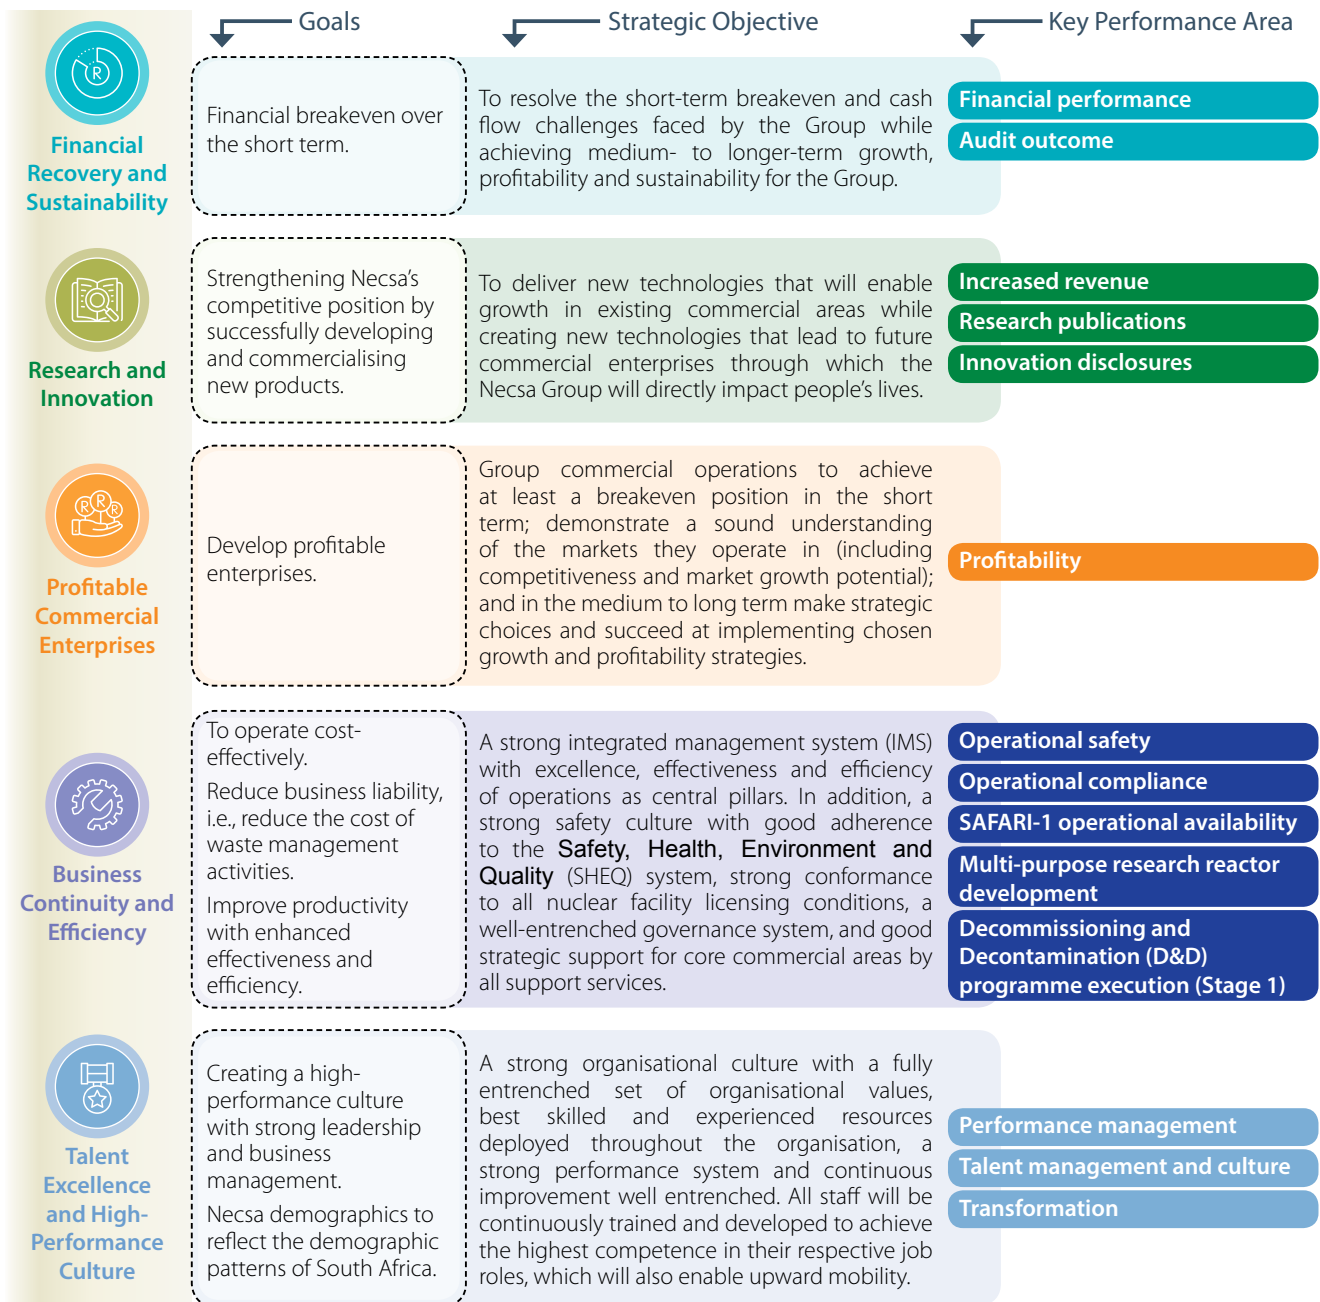 Goals
Strategic Objective
Key Performance Area
Financial
Recovery and
Sustainability
Financial breakeven over
the short term.
To resolve the short-term breakeven and cash
flow challenges faced by the Group while
achieving medium- to longer-term growth,
profitability and sustainability for the Group.
Financial performance
Audit outcome
Research and
Innovation
Strengthening Necsa’s
competitive position by
successfully developing
and commercialising
new products.
To deliver new technologies that will enable
growth in existing commercial areas while
creating new technologies that lead to future
commercial enterprises through which the
Necsa Group will directly impact people’s lives.
Increased revenue
Research publications
Innovation disclosures
Profitable
Commercial
Enterprises
Develop profitable
enterprises.
Group commercial operations to achieve
at least a breakeven position in the short
term; demonstrate a sound understanding
of the markets they operate in (including
competitiveness and market growth potential);
and in the medium to long term make strategic
choices and succeed at implementing chosen
growth and profitability strategies.
Profitability
Business
Continuity and
Efficiency
To operate cost-
effectively.
Reduce business liability,
i.e., reduce the cost of
waste management
activities.
Improve productivity
with enhanced
effectiveness and
efficiency.
A strong integrated management system (IMS)
with excellence, effectiveness and efficiency
of operations as central pillars. In addition, a
strong safety culture with good adherence
to the Safety, Health, Environment and
Quality (SHEQ) system, strong conformance
to all nuclear facility licensing conditions, a
well-entrenched governance system, and good
strategic support for core commercial areas by
all support services.
Operational safety
Operational compliance
SAFARI-1 operational availability
Multi-purpose research reactor
development
Decommissioning and
Decontamination (D&D)
programme execution (Stage 1)
Talent
Excellence
and High-
Performance
Culture
Creating a high-
performance culture
with strong leadership
and business
management.
Necsa demographics to
reflect the demographic
patterns of South Africa.
A strong organisational culture with a fully
entrenched set of organisational values,
best skilled and experienced resources
deployed throughout the organisation, a
strong performance system and continuous
improvement well entrenched. All staff will be
continuously trained and developed to achieve
the highest competence in their respective job
roles, which will also enable upward mobility.
Performance management
Talent management and culture
Transformation